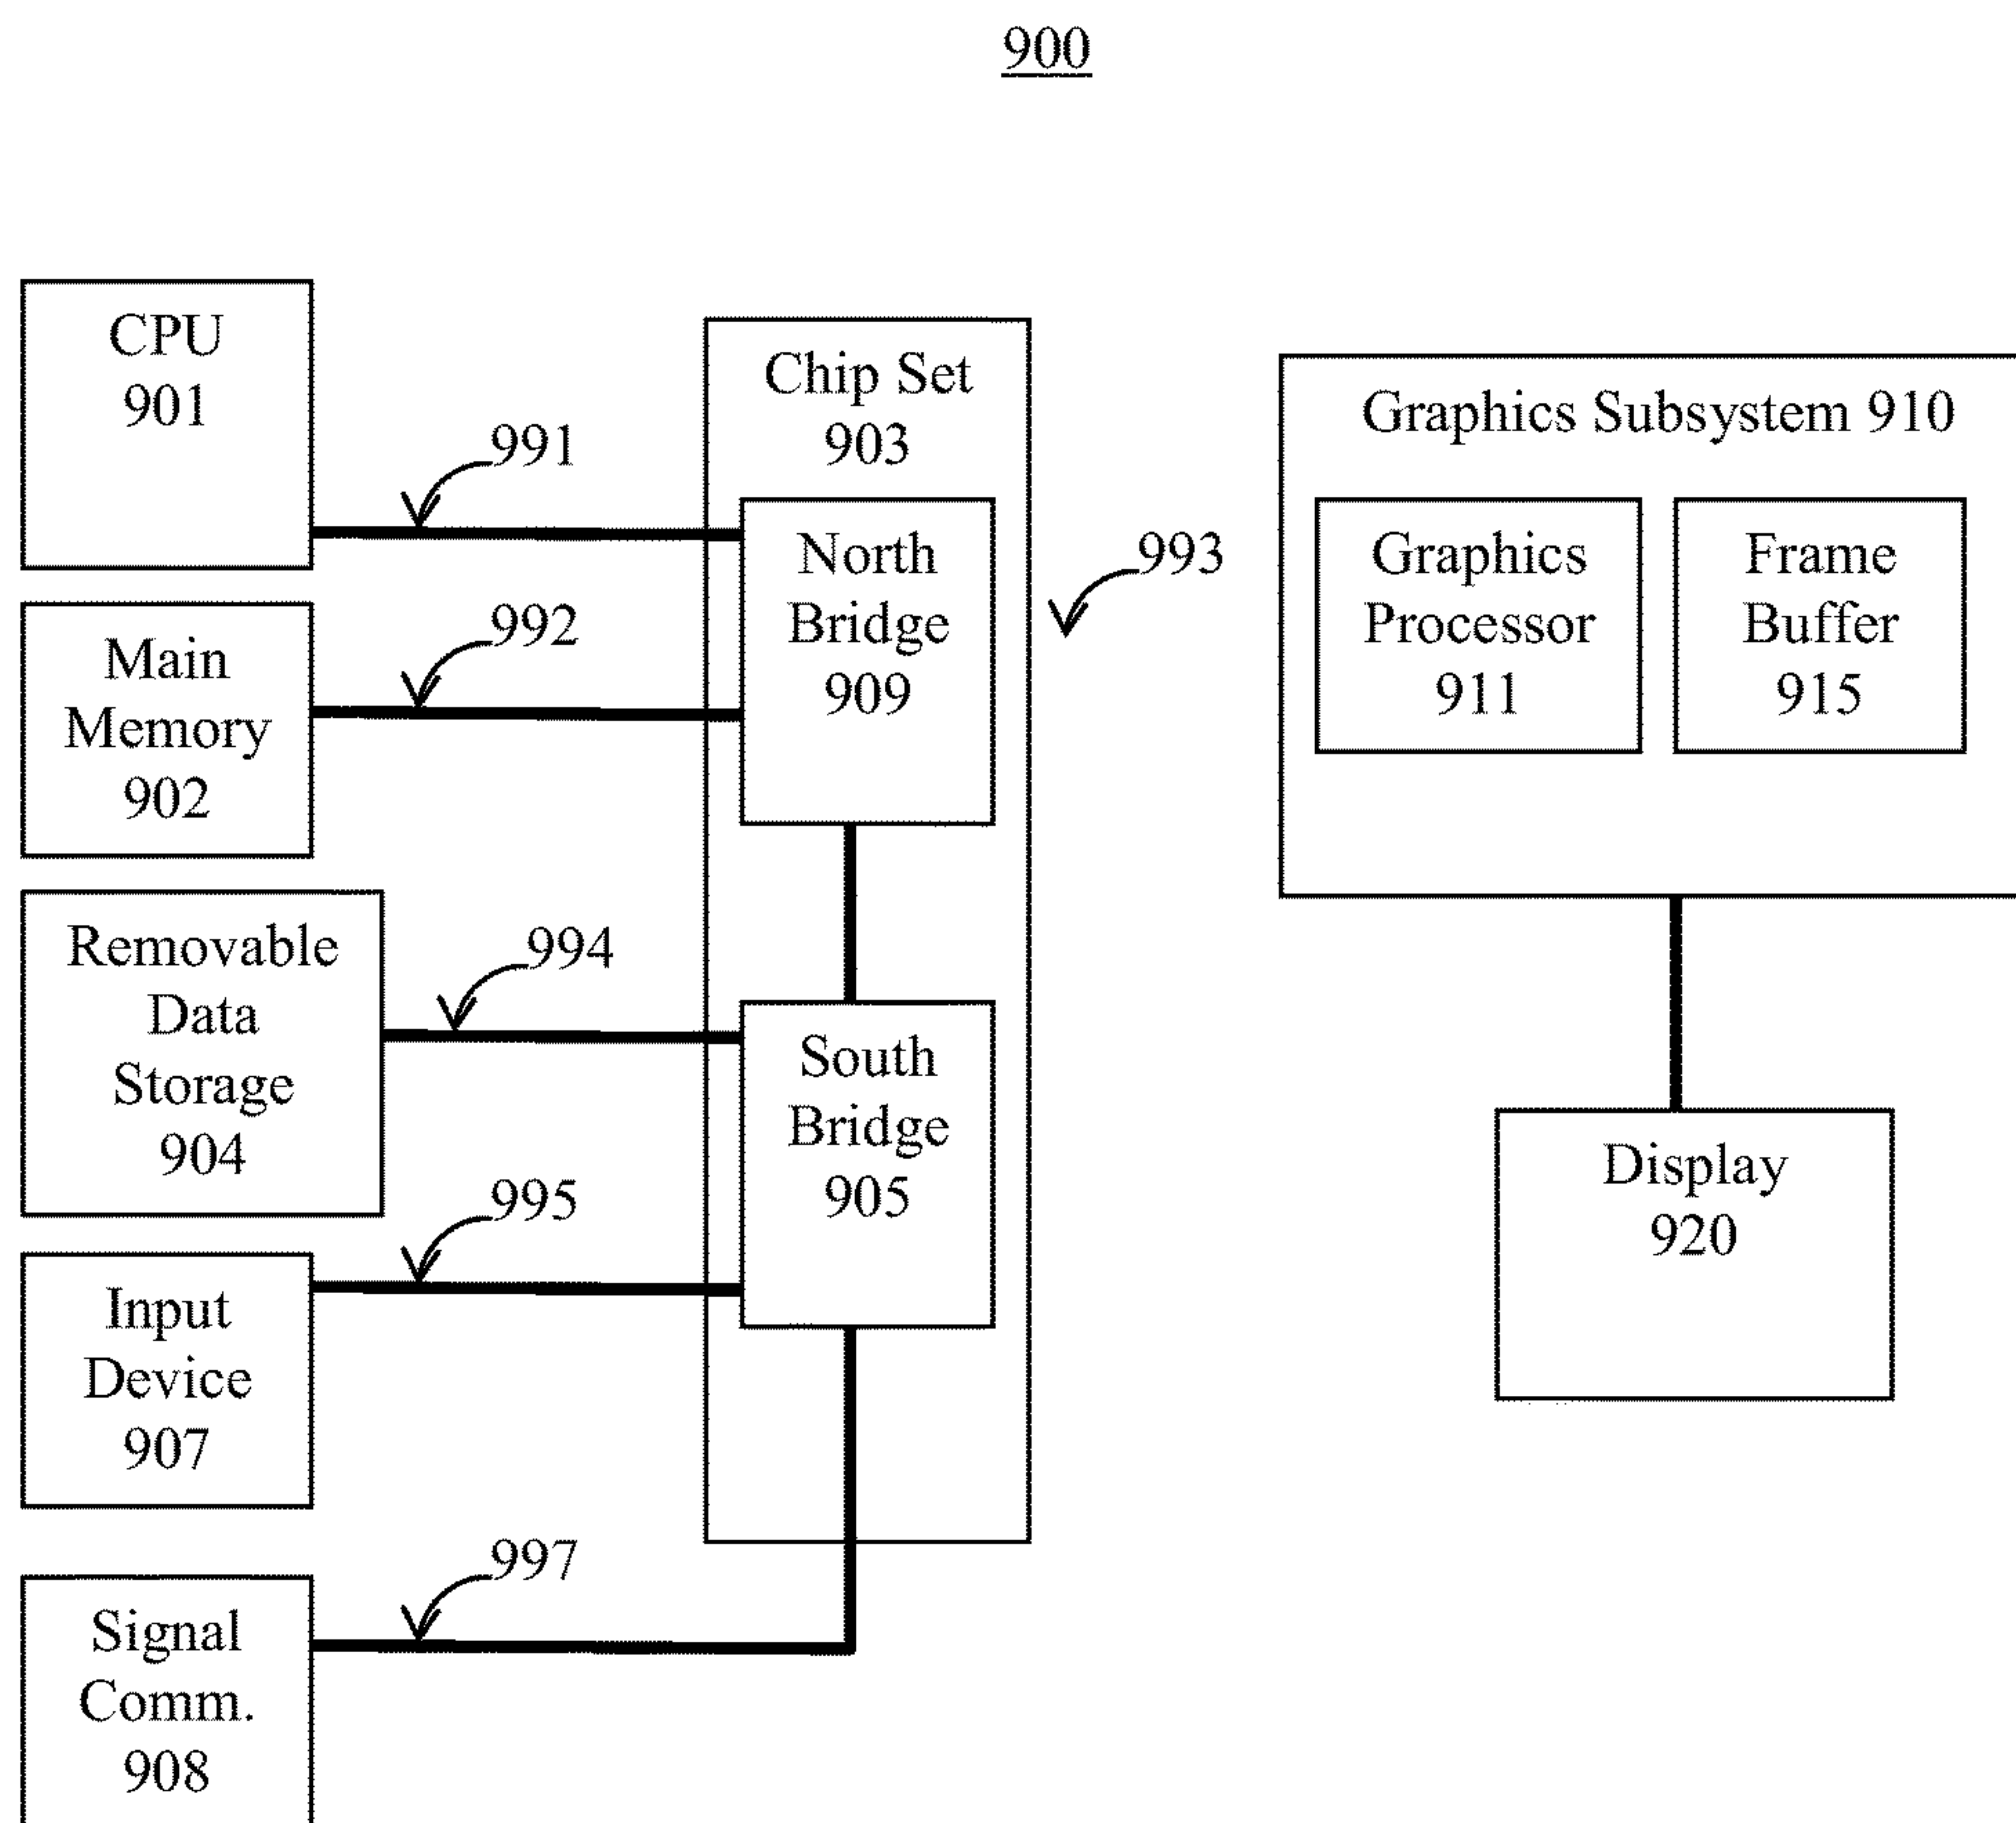 900
CPU
901
991
Main
Memory
902
992
Removable
Data
Storage
904
994
Input
Device
907
995
Signal
Comm.
908
997
Chip Set
903
North
Bridge
909
South
Bridge
905
993
Graphics Subsystem 910
Graphics
Processor
911
Frame
Buffer
915
Display
920